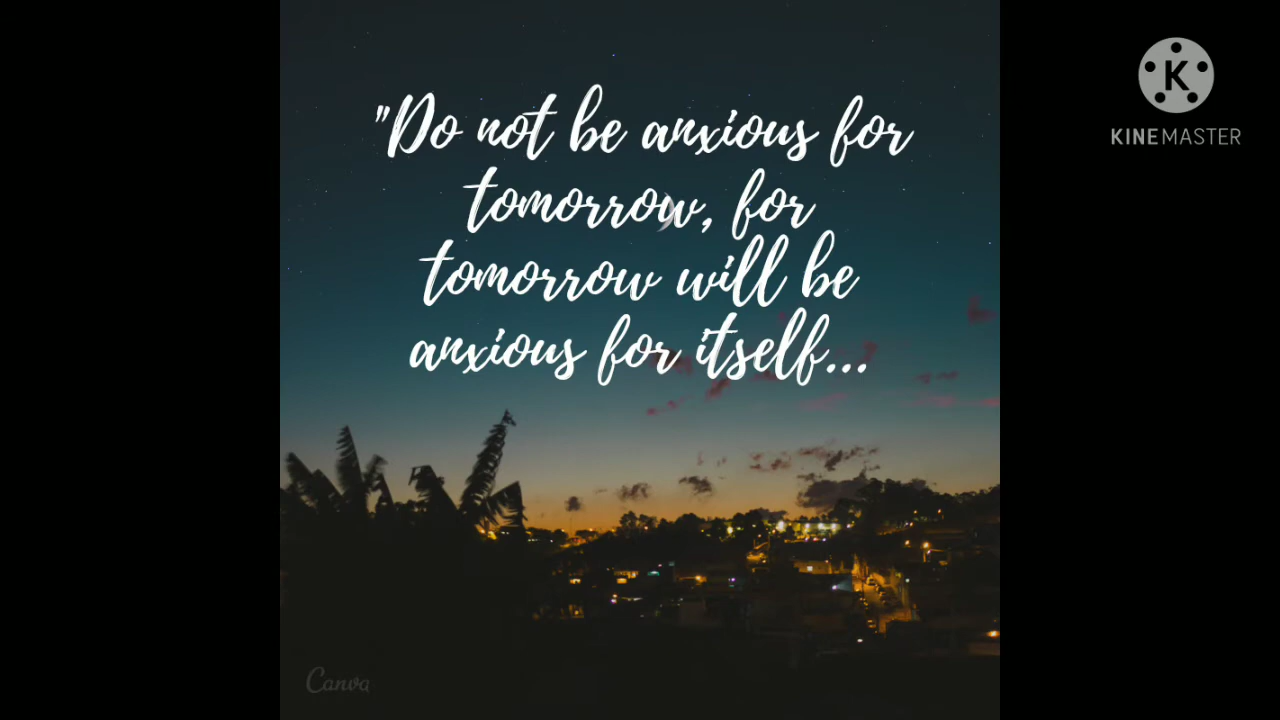 "Do not be anxious for
tomorrow, for
tomorrow will be
anxious for itself...
K
KINEMASTER
Canva